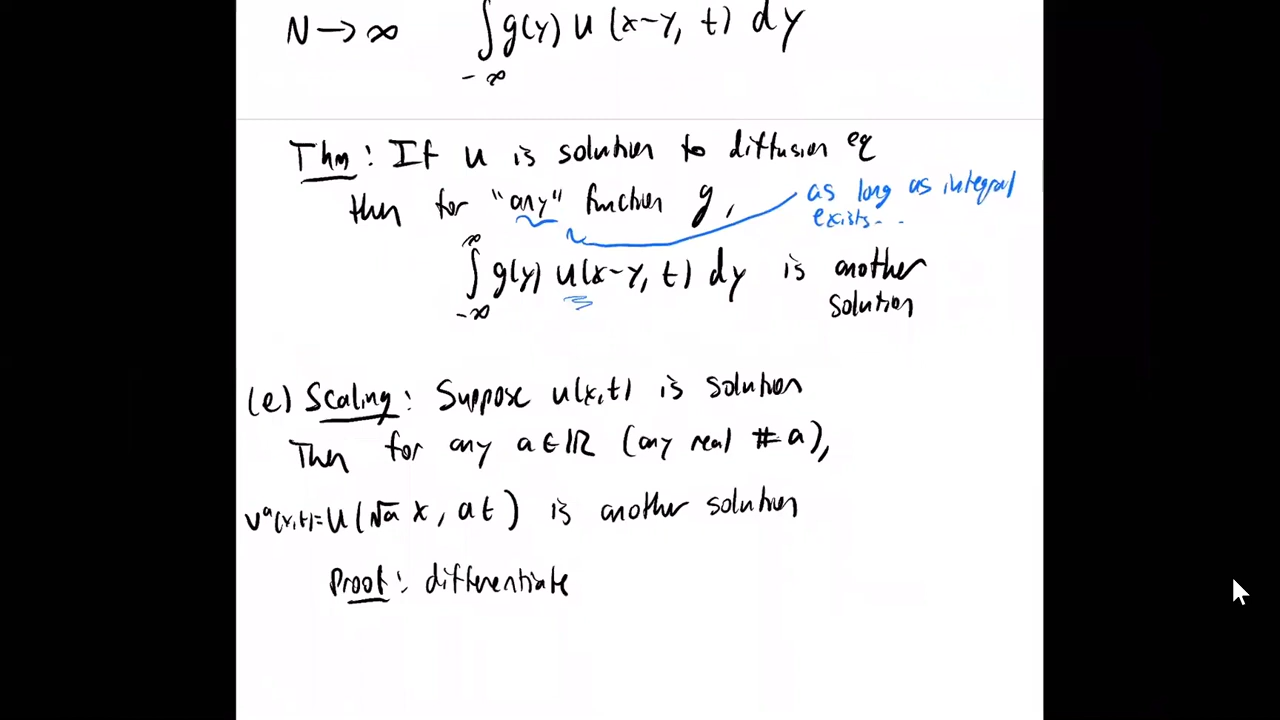 N → ∞ ∫_{-∞} g(y) u (x-y, t) dy
Thm: If u is solution to diffusion eq
then for "any" function g,
as long as integral
exists..
∫_{-∞}^{∞} g(y) u(x-y, t) dy is another
solution
(e) Scaling: Suppose u(x,t) is solution
Then for any a∈ℝ (any real # a),
v^a(x,t)=u(√a x, at) is another solution
Proof: differentiate